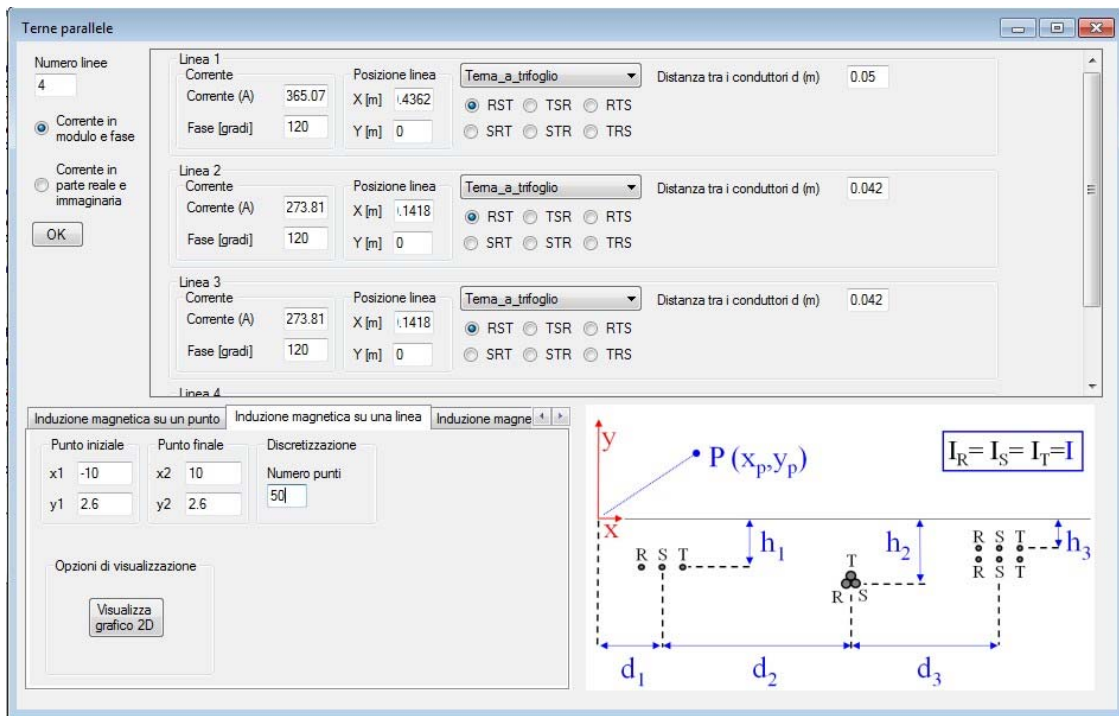 Terne parallele
Numero linee
4
Corrente in modulo e fase
Corrente in parte reale e immaginaria
OK
Linea 1
Corrente
Corrente (A) 365.07
Fase [gradi] 120
Posizione linea
X [m] .4362
Y [m] 0
Terna_a_trifoglio
RST TSR RTS
SRT STR TRS
Distanza tra i conduttori d (m) 0.05
Linea 2
Corrente
Corrente (A) 273.81
Fase [gradi] 120
Posizione linea
X [m] .1418
Y [m] 0
Terna_a_trifoglio
RST TSR RTS
SRT STR TRS
Distanza tra i conduttori d (m) 0.042
Linea 3
Corrente
Corrente (A) 273.81
Fase [gradi] 120
Posizione linea
X [m] .1418
Y [m] 0
Terna_a_trifoglio
RST TSR RTS
SRT STR TRS
Distanza tra i conduttori d (m) 0.042
Linea 4
Induzione magnetica su un punto
Induzione magnetica su una linea
Induzione magne
Punto iniziale
x1 -10
y1 2.6
Punto finale
x2 10
y2 2.6
Discretizzazione
Numero punti
50
Opzioni di visualizzazione
Visualizza
grafico 2D
y
P (xp,yp)
IR= IS= IT=I
x
h1
h2
h3
R S T
T
R S
R S T
R S T
d1
d2
d3